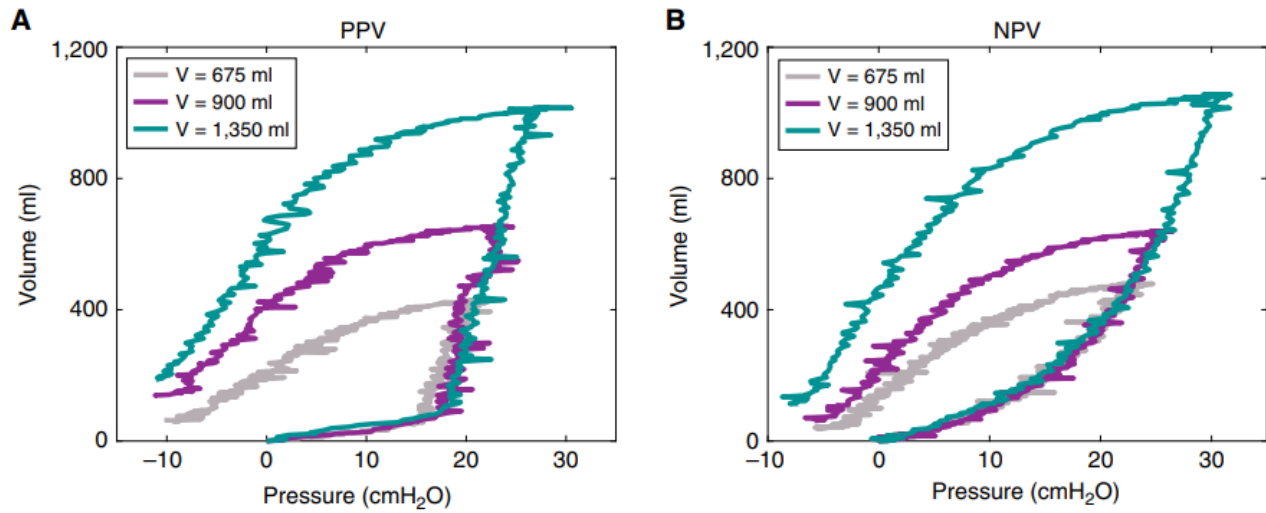 A
PPV
1,200
800
400
0
Volume (ml)
V = 675 ml
V = 900 ml
V = 1,350 ml
−10
0
10
20
30
Pressure (cmH₂O)
B
NPV
1,200
800
400
0
Volume (ml)
V = 675 ml
V = 900 ml
V = 1,350 ml
−10
0
10
20
30
Pressure (cmH₂O)